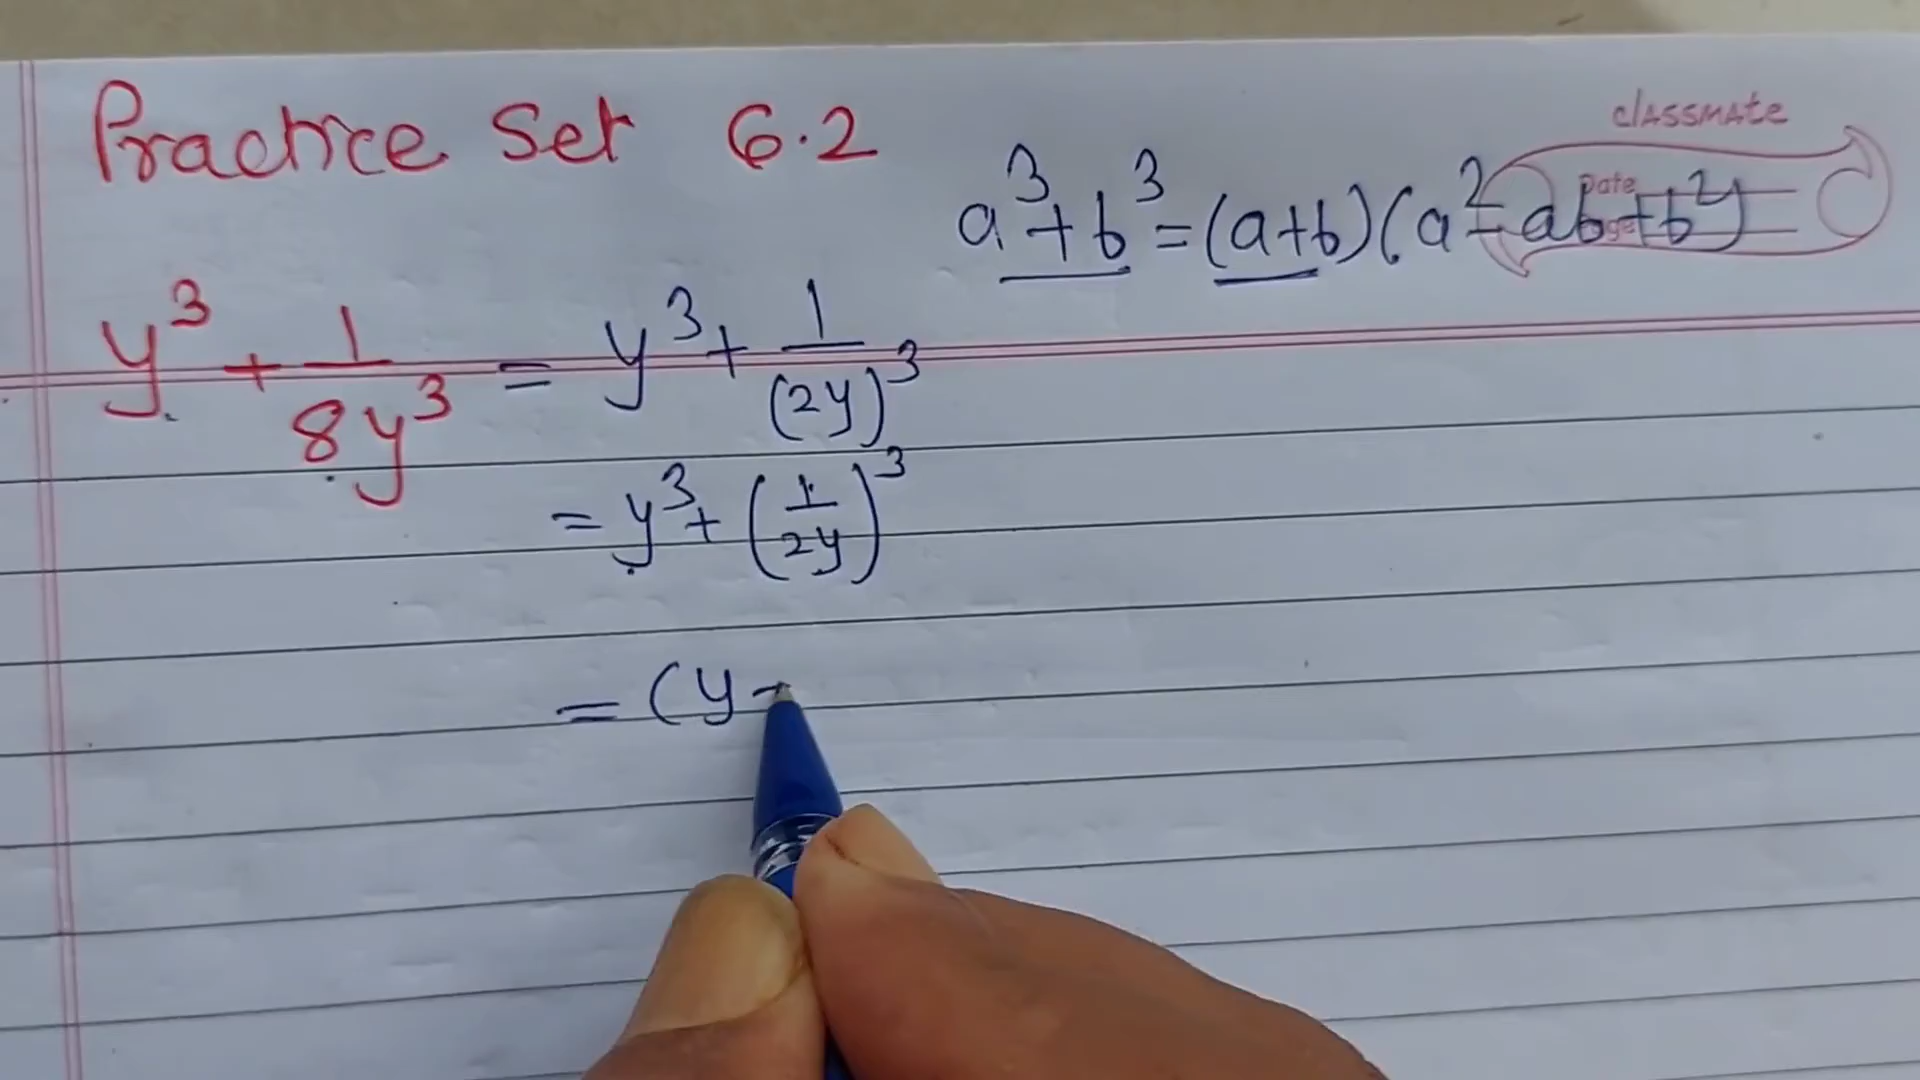 Practice Set 6.2
classmate
Date
a³+b³=(a+b)(a²-ab+b²)
y³ + 1/8y³ = y³+ 1/(2y)³
= y³+ (1/2y)³
= (y